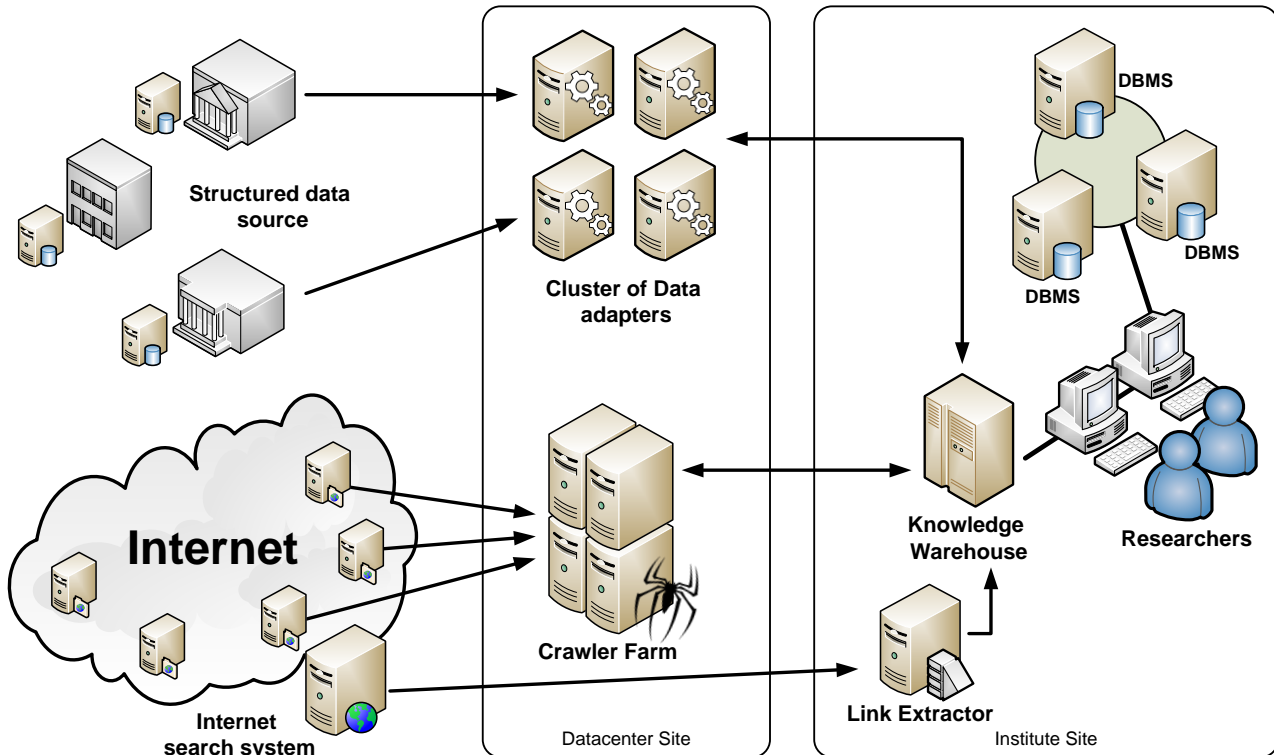 DBMS
Structured data
source
DBMS
DBMS
Cluster of Data
adapters
Internet
Knowledge
Warehouse
Researchers
Crawler Farm
Link Extractor
Internet
search system
Datacenter Site
Institute Site